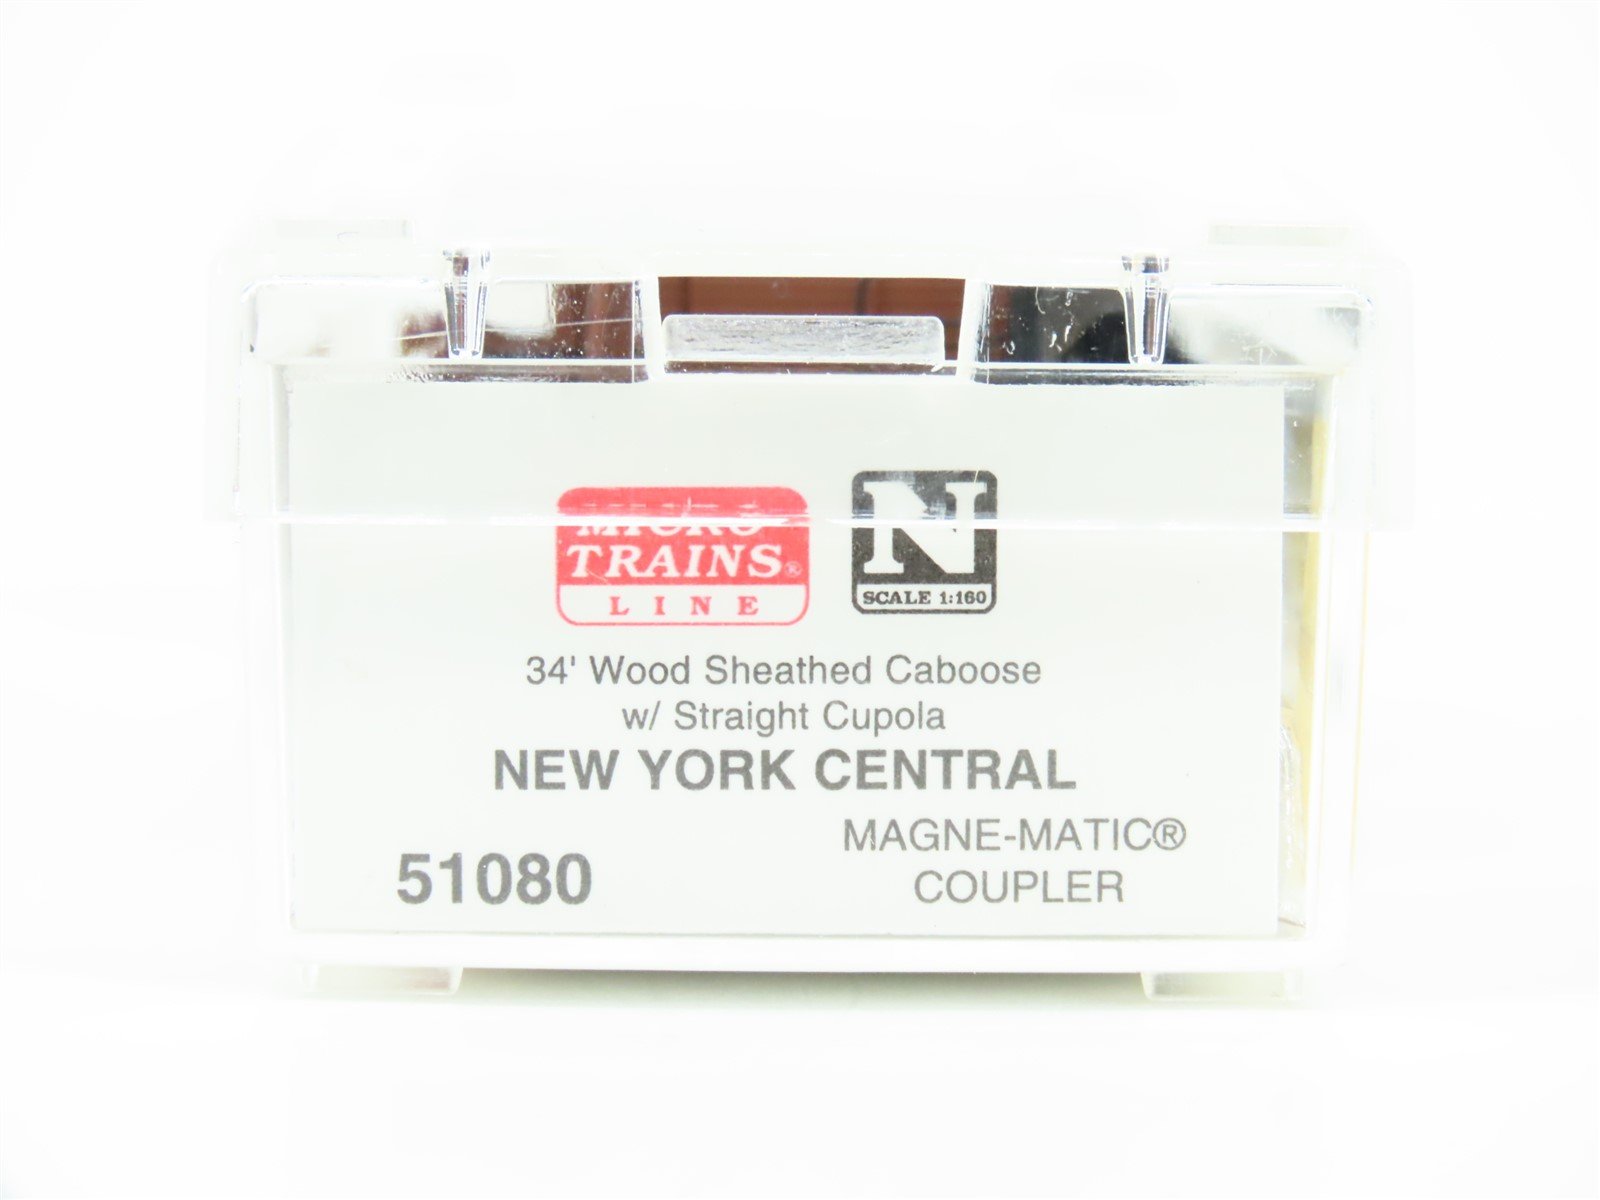 MICRO
TRAINS®
LINE
N
SCALE 1:160
34' Wood Sheathed Caboose
w/ Straight Cupola
NEW YORK CENTRAL
MAGNE-MATIC®
COUPLER
51080